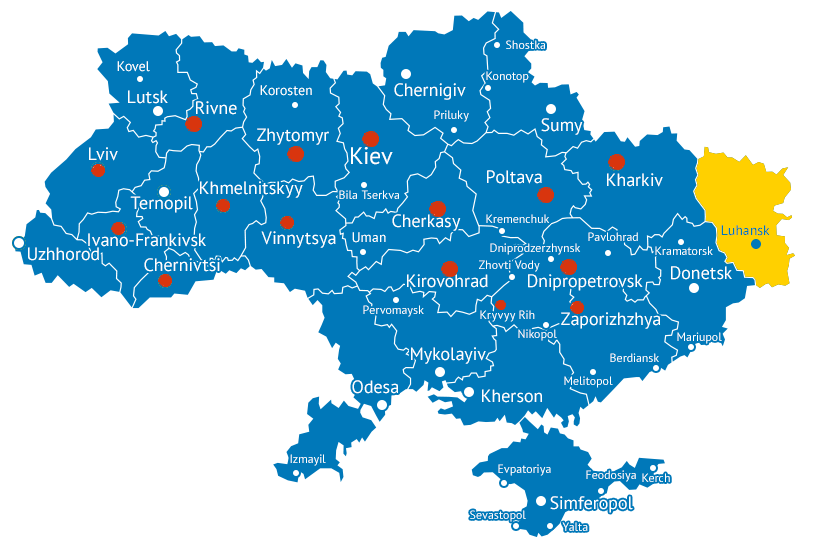 Shostka
Kovel
Konotop
Korosten
Chernigiv
Lutsk
Rivne
Priluky
Sumy
Zhytomyr
Lviv
Kiev
Poltava
Kharkiv
Khmelnitskyy
Bila Tserkva
Ternopil
Cherkasy
Kremenchuk
Luhansk
Ivano-Frankivsk
Vinnytsya
Uman
Pavlohrad
Dniprodzerzhynsk
Kramatorsk
Uzhhorod
Chernivtsi
Zhovti Vody
Donetsk
Kirovohrad
Dnipropetrovsk
Pervomaysk
Kryvyy Rih
Zaporizhzhya
Nikopol
Mariupol
Mykolayiv
Berdiansk
Melitopol
Odesa
Kherson
Izmayil
Evpatoriya
Feodosiya
Kerch
Simferopol
Sevastopol
Yalta